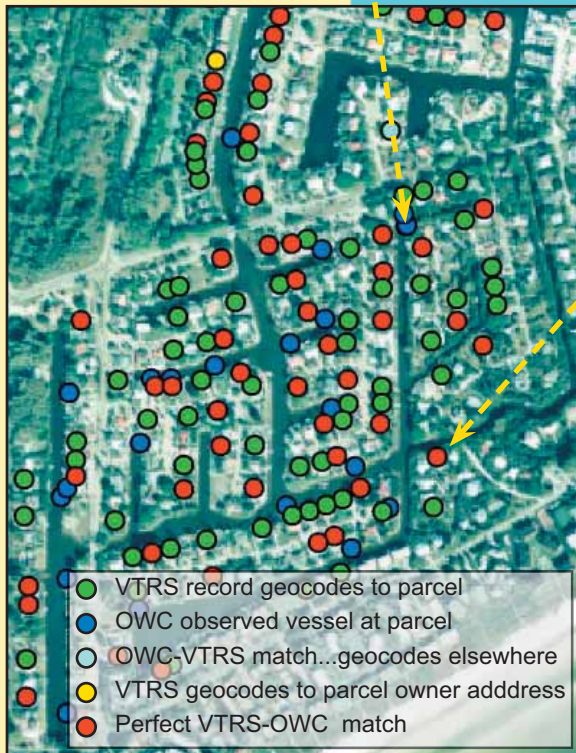 VTRS record geocodes to parcel
OWC observed vessel at parcel
OWC-VTRS match...geocodes elsewhere
VTRS geocodes to parcel owner adddress
Perfect VTRS-OWC match